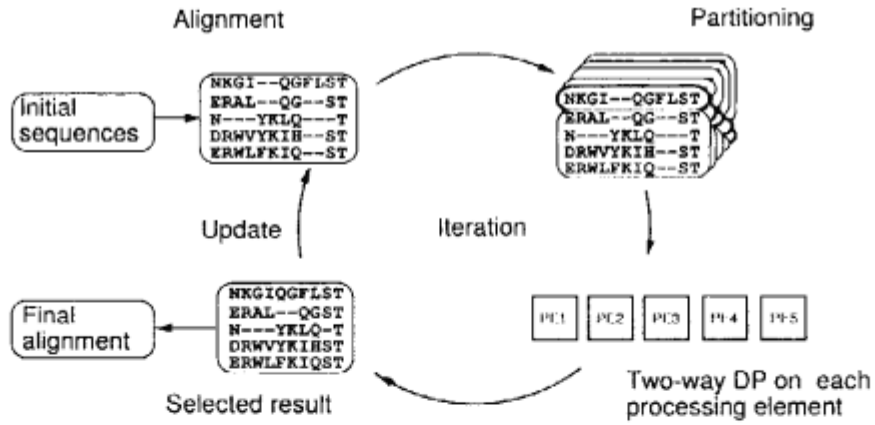 Alignment
Partitioning
Initial
sequences
NKGI--QGFLST
ERAL--QG--ST
N---YKLQ---T
DRWVYKIH--ST
ERWLFKIQ--ST
NKGI--QGFLST
ERAL--QG--ST
N---YKLQ---T
DRWVYKIH--ST
ERWLFKIQ--ST
Update
Iteration
Final
alignment
NKGIQGFLST
ERAL--QGST
N---YKLQ-T
DRWVYKIHST
ERWLFKIQST
Selected result
PE1 PE2 PE3 PE4 PE5
Two-way DP on each
processing element